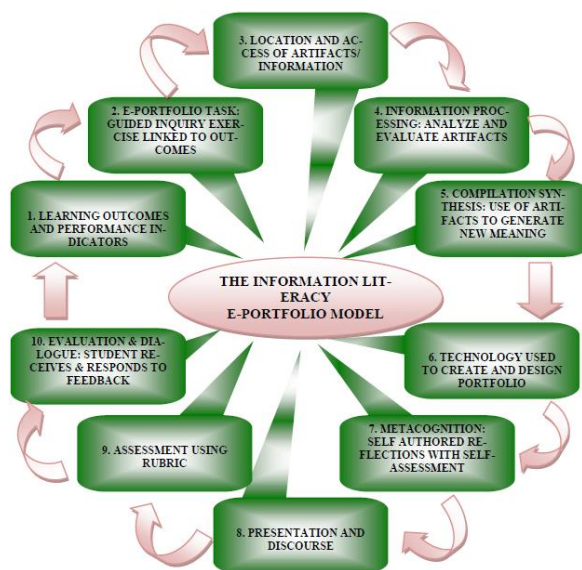 3. LOCATION AND AC-
CESS OF ARTIFACTS/
INFORMATION
2. E-PORTFOLIO TASK:
GUIDED INQUIRY EXER-
CISE LINKED TO OUT-
COMES
4. INFORMATION PROC-
ESSING: ANALYZE AND
EVALUATE ARTIFACTS
1. LEARNING OUTCOMES
AND PERFORMANCE IN-
DICATORS
5. COMPILATION SYN-
THESIS: USE OF ARTI-
FACTS TO GENERATE
NEW MEANING
THE INFORMATION LIT-
ERACY
E-PORTFOLIO MODEL
10. EVALUATION & DIA-
LOGUE: STUDENT RE-
CEIVES & RESPONDS TO
FEEDBACK
6. TECHNOLOGY USED
TO CREATE AND DESIGN
PORTFOLIO
9. ASSESSMENT USING
RUBRIC
7. METACOGNITION:
SELF AUTHORED RE-
FLECTIONS WITH SELF-
ASSESSMENT
8. PRESENTATION AND
DISCOURSE